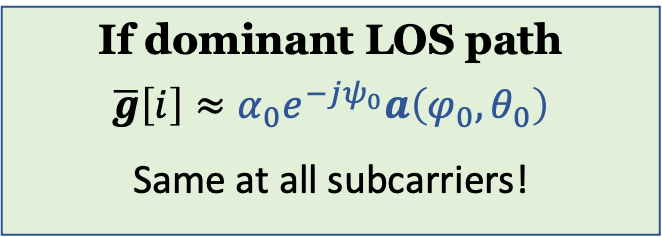 If dominant LOS path
𝒈̅[𝑖] ≈ 𝛼₀𝑒^{−𝑗𝜓₀}𝒂(𝜑₀, 𝜃₀)
Same at all subcarriers!